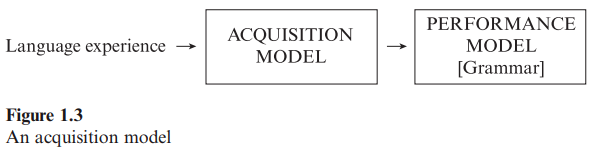 Language experience → ACQUISITION MODEL → PERFORMANCE MODEL [Grammar]
Figure 1.3
An acquisition model